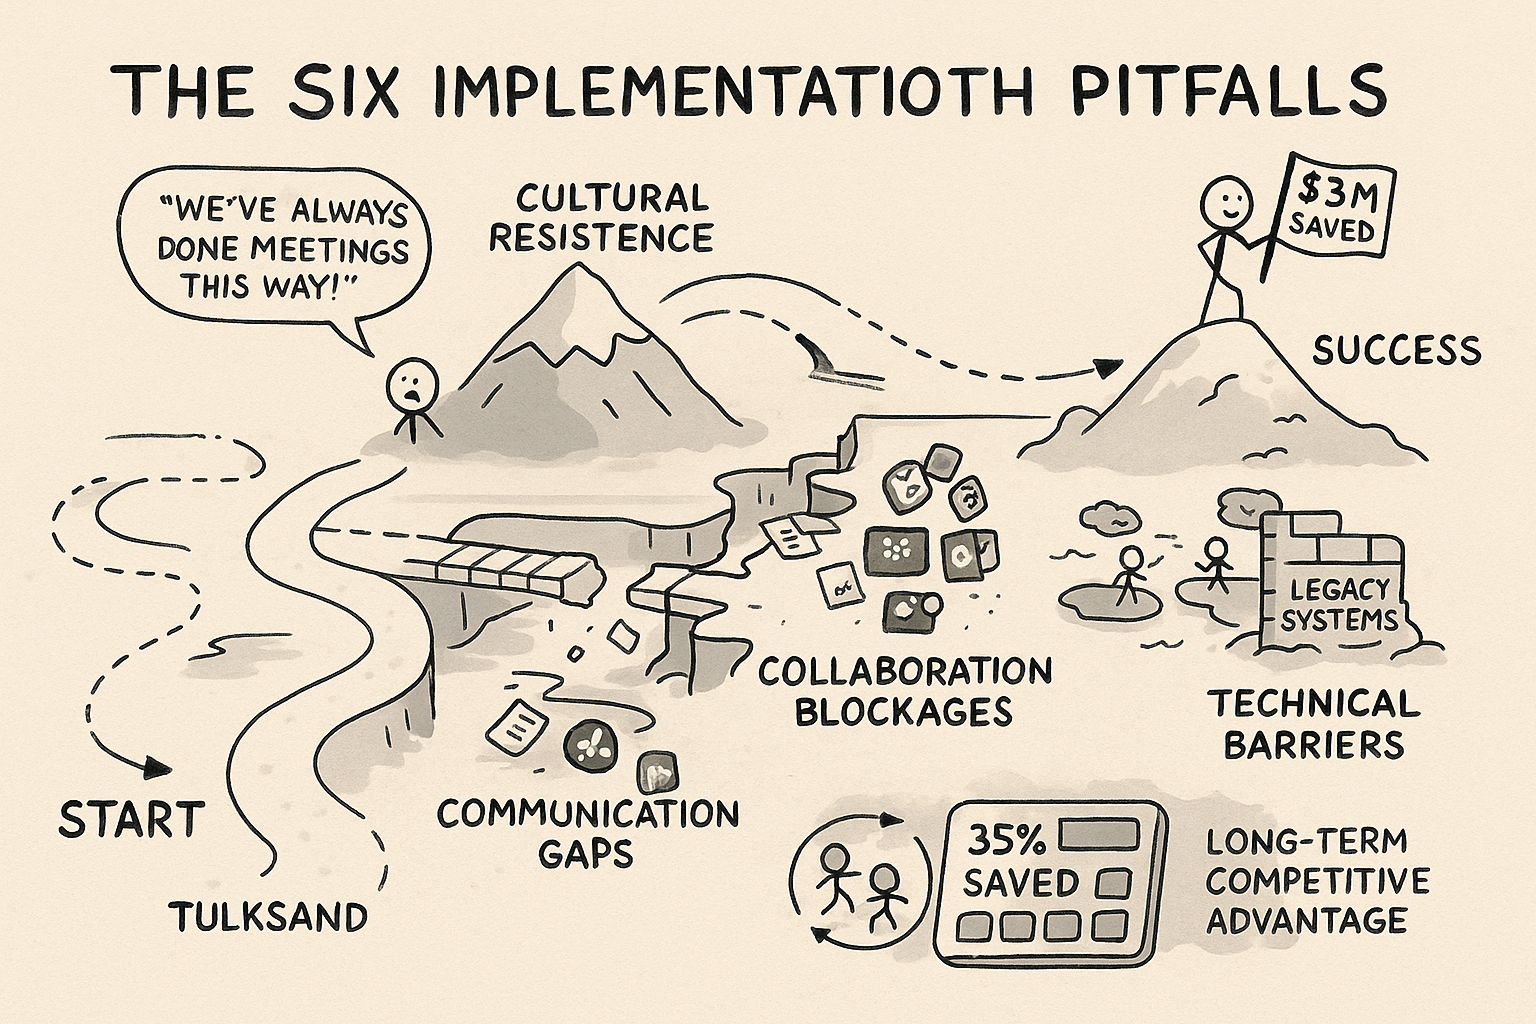 THE SIX IMPLEMENTATIOTH PITFALLS
"WE'VE ALWAYS
DONE MEETINGS
THIS WAY!"
CULTURAL
RESISTENCE
$3M
SAVED
SUCCESS
LEGACY
SYSTEMS
COLLABORATION
BLOCKAGES
TECHNICAL
BARRIERS
START
COMMUNICATION
GAPS
TULKSAND
35%
SAVED
LONG-TERM
COMPETITIVE
ADVANTAGE